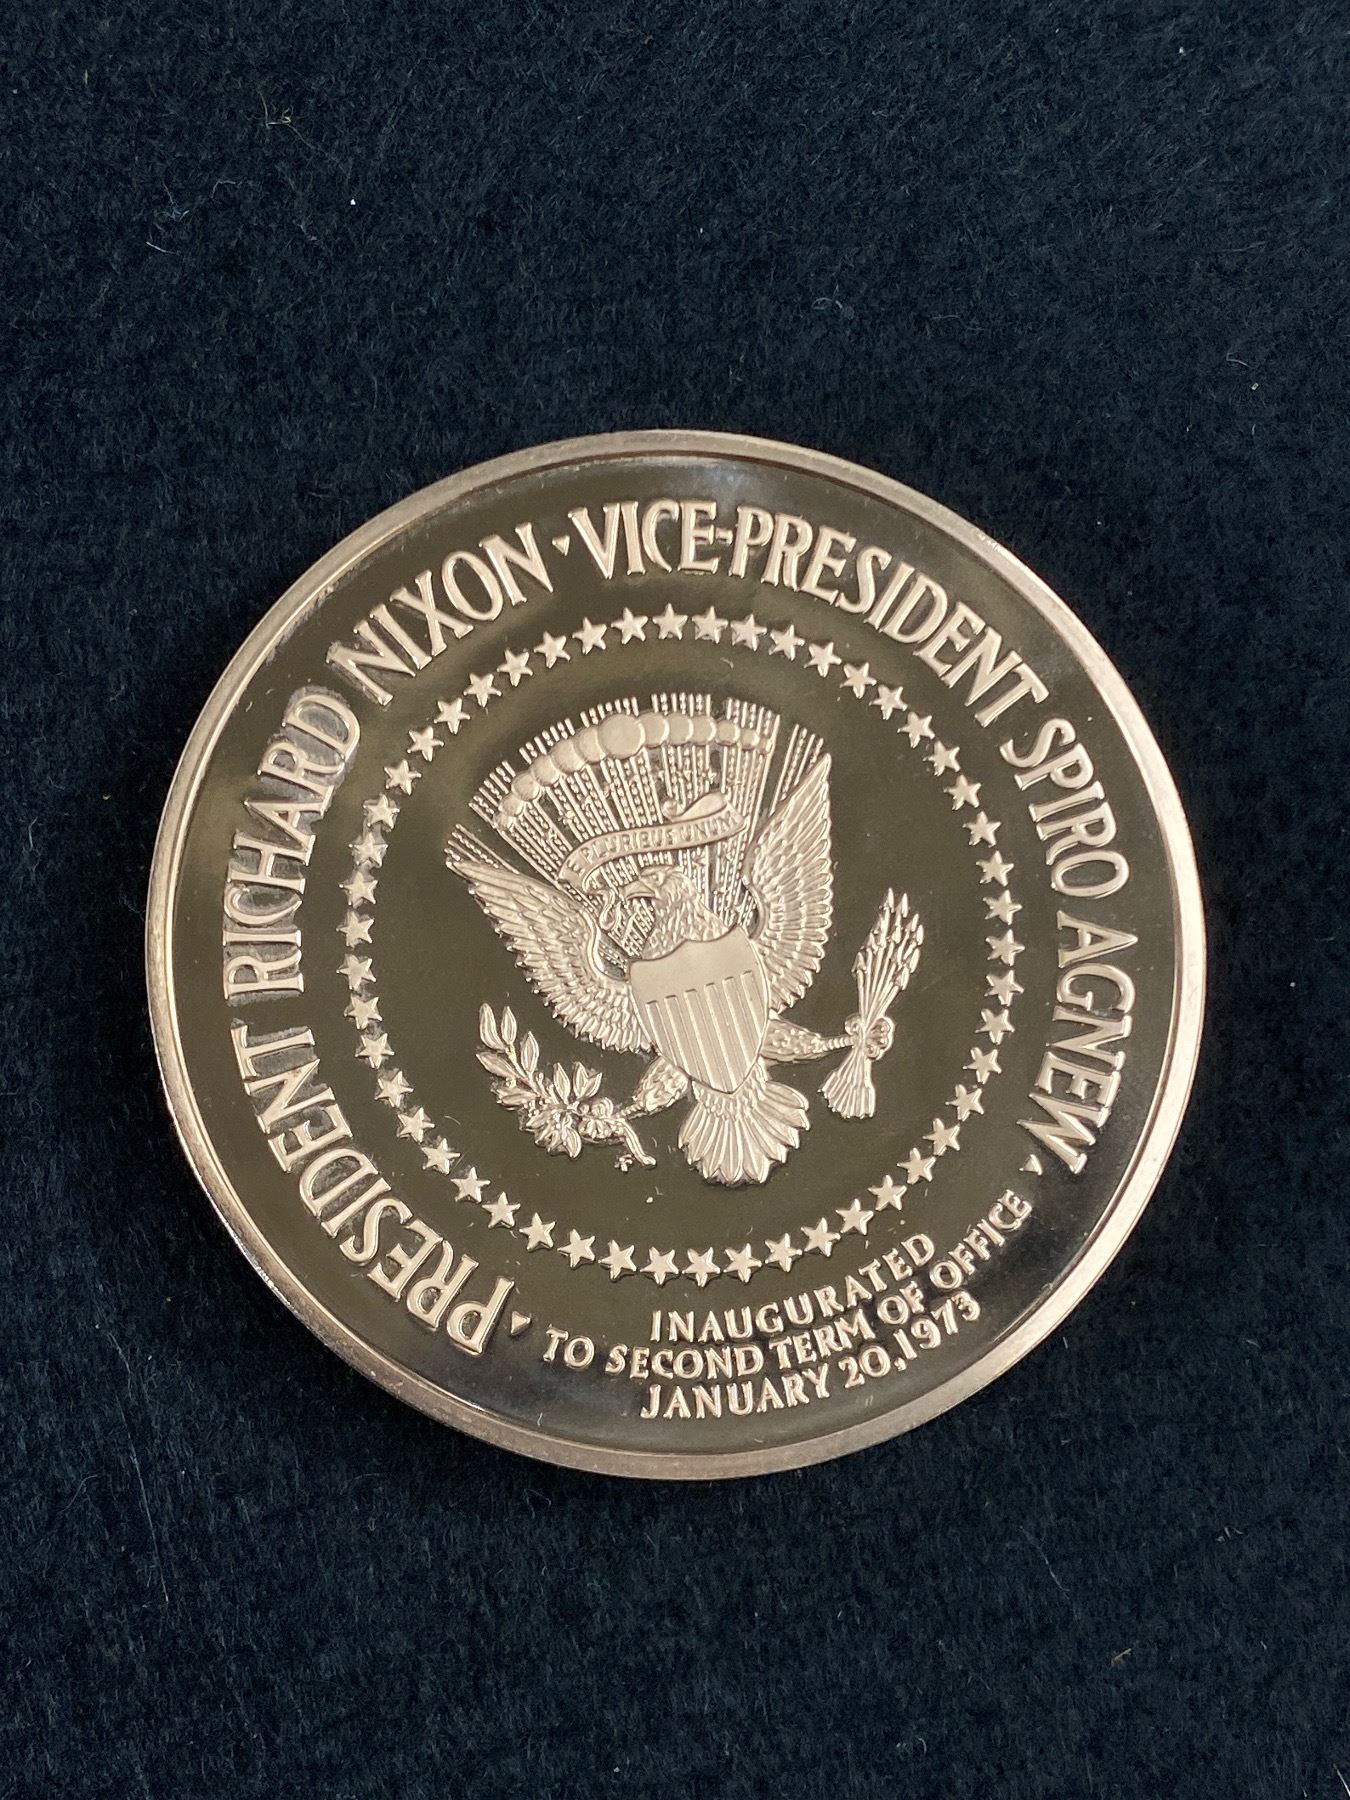 PRESIDENT RICHARD NIXON · VICE-PRESIDENT SPIRO AGNEW ·
E PLURIBUS UNUM
INAUGURATED
TO SECOND TERM OF OFFICE
JANUARY 20, 1973